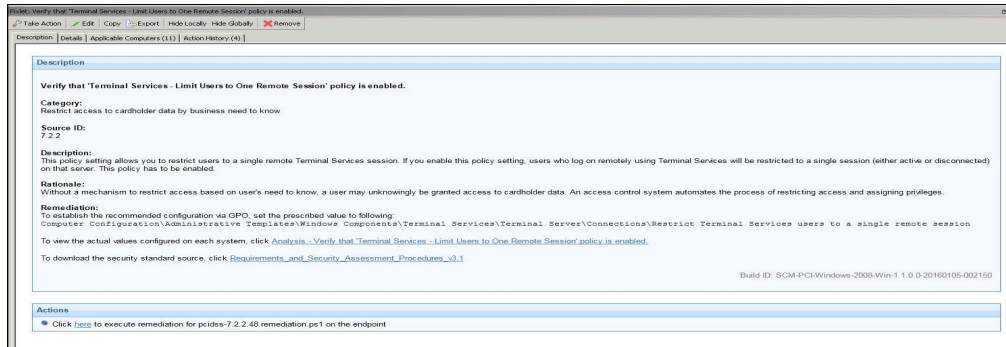 Fixlet: Verify that 'Terminal Services - Limit Users to One Remote Session' policy is enabled.
Take Action Edit Copy Export Hide Locally Hide Globally Remove
Description Details Applicable Computers (11) Action History (4)
Description
Verify that 'Terminal Services - Limit Users to One Remote Session' policy is enabled.
Category:
Restrict access to cardholder data by business need to know
Source ID:
7.2.2
Description:
This policy setting allows you to restrict users to a single remote Terminal Services session. If you enable this policy setting, users who log on remotely using Terminal Services will be restricted to a single session (either active or disconnected)
on that server. This policy has to be enabled.
Rationale:
Without a mechanism to restrict access based on user's need to know, a user may unknowingly be granted access to cardholder data. An access control system automates the process of restricting access and assigning privileges.
Remediation:
To establish the recommended configuration via GPO, set the prescribed value to following:
Computer Configuration\Administrative Templates\Windows Components\Terminal Services\Terminal Server\Connections\Restrict Terminal Services users to a single remote session
To view the actual values configured on each system, click Analysis - Verify that 'Terminal Services - Limit Users to One Remote Session' policy is enabled.
To download the security standard source, click Requirements_and_Security_Assessment_Procedures_v3.1
Build ID: SCM-PCI-Windows-2008-Win-1.1.0.0-20160105-002150
Actions
Click here to execute remediation for pcidss-7.2.2.48.remediation.ps1 on the endpoint